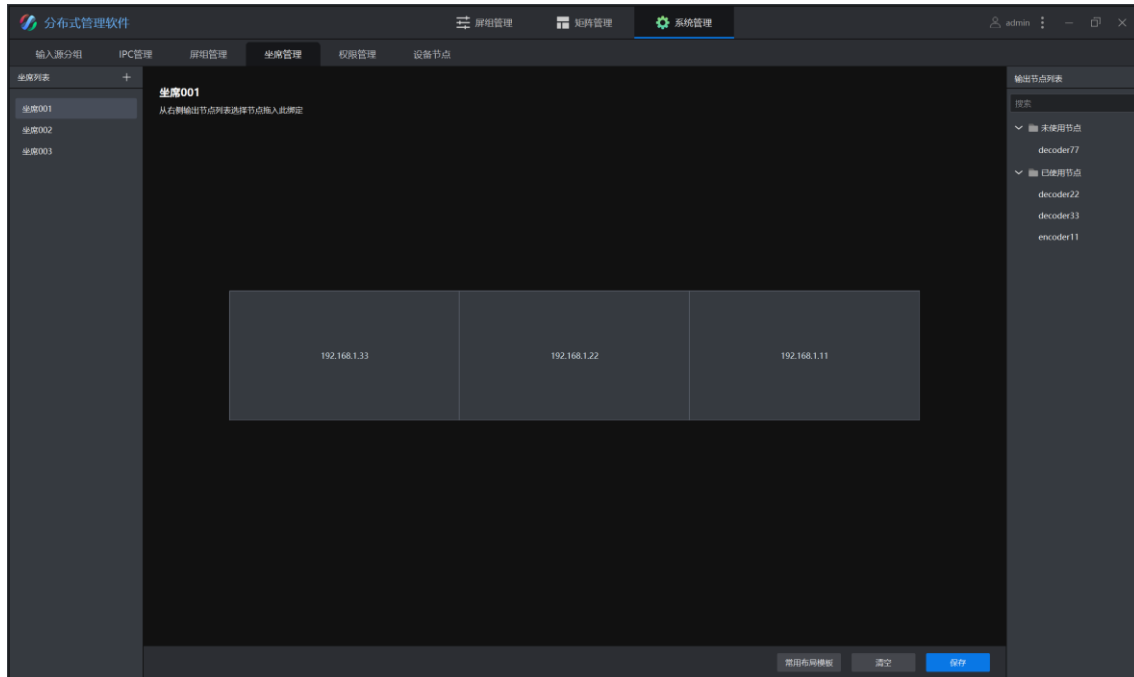 分布式管理软件
屏组管理
矩阵管理
系统管理
admin
输入源分组
IPC管理
屏组管理
坐席管理
权限管理
设备节点
坐席列表
坐席001
坐席002
坐席003
坐席001
从右侧输出节点列表选择节点拖入此绑定
192.168.1.33
192.168.1.22
192.168.1.11
常用布局模板
清空
保存
输出节点列表
搜索
未使用节点
decoder77
已使用节点
decoder22
decoder33
encoder11